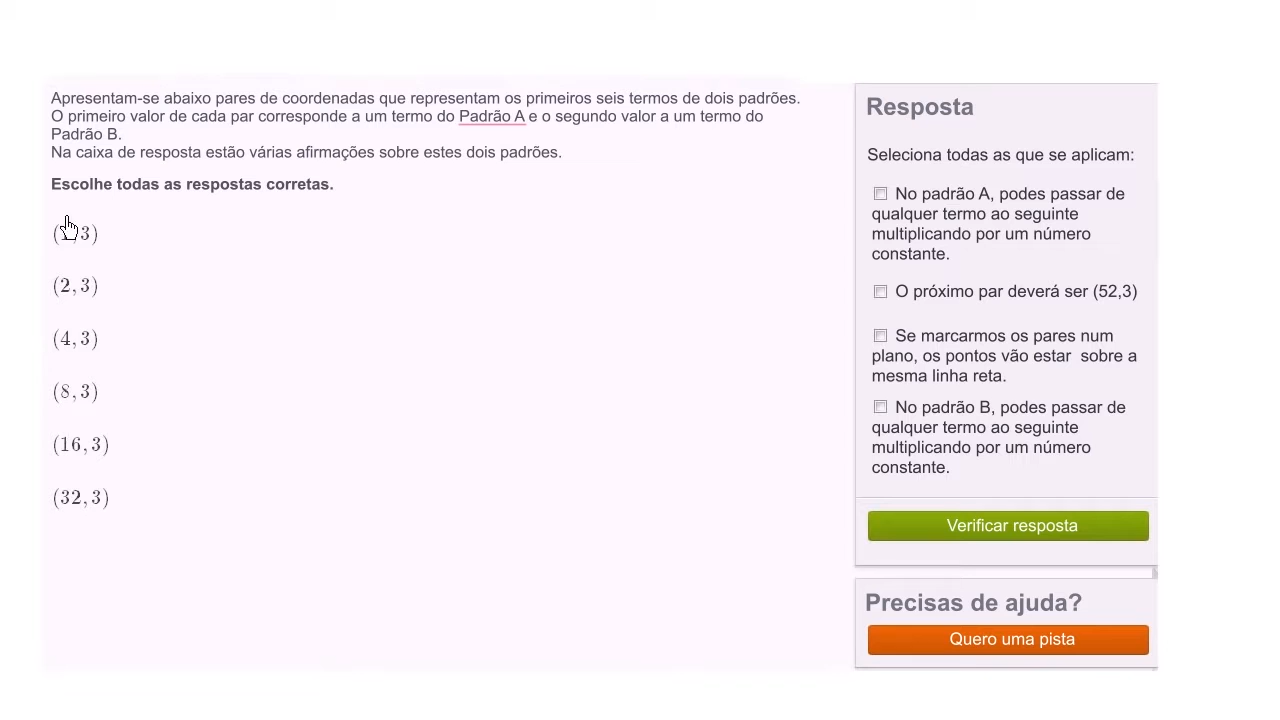 Apresentam-se abaixo pares de coordenadas que representam os primeiros seis termos de dois padrões.
O primeiro valor de cada par corresponde a um termo do Padrão A e o segundo valor a um termo do
Padrão B.
Na caixa de resposta estão várias afirmações sobre estes dois padrões.
Escolhe todas as respostas corretas.
( , 3)
(2, 3)
(4, 3)
(8, 3)
(16, 3)
(32, 3)
Resposta
Seleciona todas as que se aplicam:
No padrão A, podes passar de
qualquer termo ao seguinte
multiplicando por um número
constante.
O próximo par deverá ser (52,3)
Se marcarmos os pares num
plano, os pontos vão estar sobre a
mesma linha reta.
No padrão B, podes passar de
qualquer termo ao seguinte
multiplicando por um número
constante.
Verificar resposta
Precisas de ajuda?
Quero uma pista